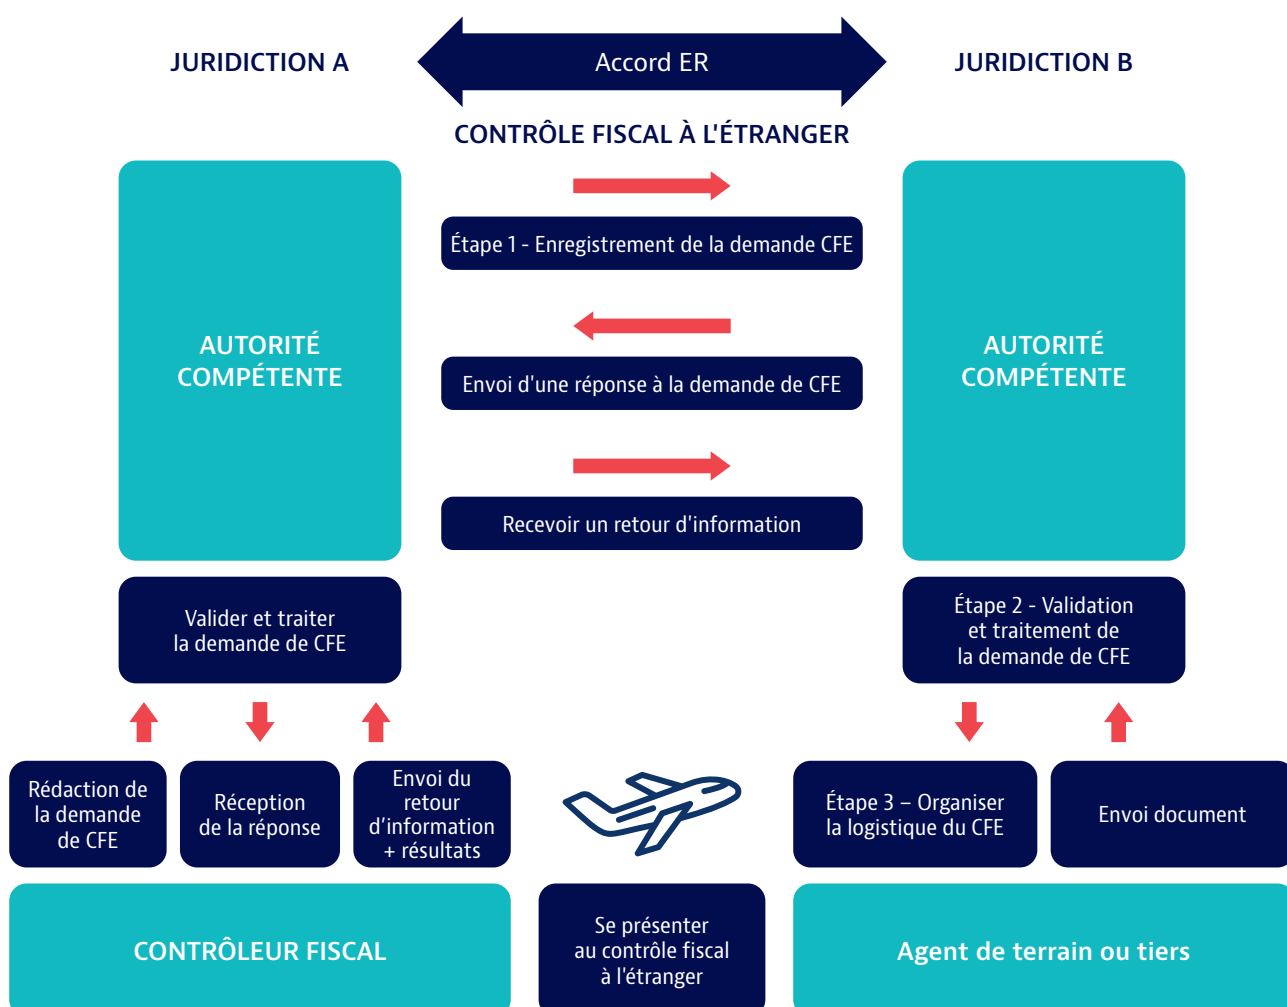 JURIDICTION A
Accord ER
JURIDICTION B
CONTRÔLE FISCAL À L'ÉTRANGER
Étape 1 - Enregistrement de la demande CFE
AUTORITÉ
COMPÉTENTE
Envoi d'une réponse à la demande de CFE
AUTORITÉ
COMPÉTENTE
Recevoir un retour d'information
Valider et traiter
la demande de CFE
Étape 2 - Validation
et traitement de
la demande de CFE
Rédaction de
la demande
de CFE
Réception
de la réponse
Envoi du
retour
d’information
+ résultats
Étape 3 – Organiser
la logistique du CFE
Envoi document
CONTRÔLEUR FISCAL
Se présenter
au contrôle fiscal
à l'étranger
Agent de terrain ou tiers